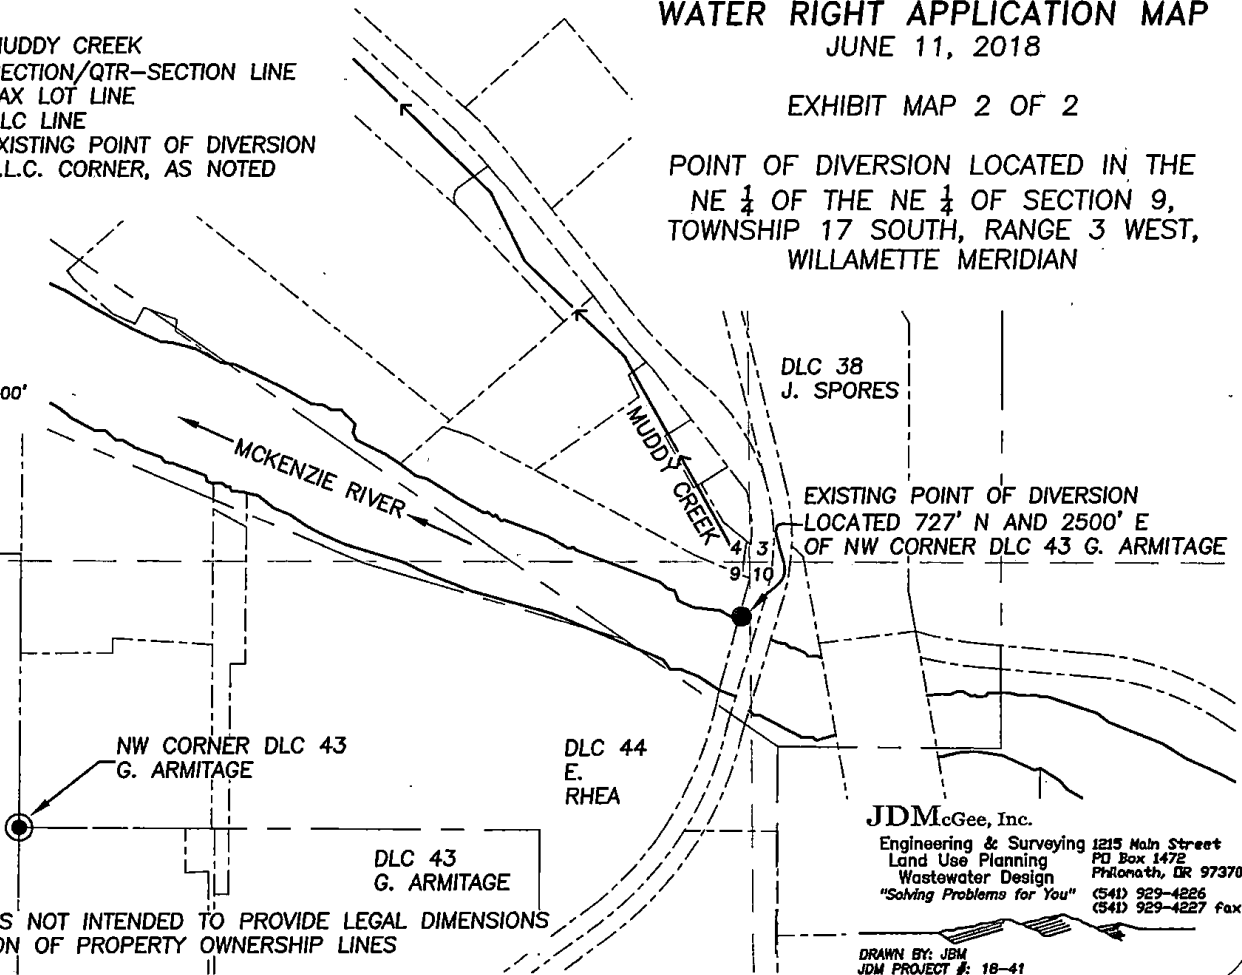 WATER RIGHT APPLICATION MAP
JUNE 11, 2018
EXHIBIT MAP 2 OF 2
POINT OF DIVERSION LOCATED IN THE
NE 1/4 OF THE NE 1/4 OF SECTION 9,
TOWNSHIP 17 SOUTH, RANGE 3 WEST,
WILLAMETTE MERIDIAN
MUDDY CREEK
ECTION/QTR-SECTION LINE
AX LOT LINE
LC LINE
XISTING POINT OF DIVERSION
.L.C. CORNER, AS NOTED
00'
DLC 38
J. SPORES
MUDDY CREEK
MCKENZIE RIVER
EXISTING POINT OF DIVERSION
LOCATED 727' N AND 2500' E
OF NW CORNER DLC 43 G. ARMITAGE
4 3
9 10
NW CORNER DLC 43
G. ARMITAGE
DLC 44
E.
RHEA
DLC 43
G. ARMITAGE
S NOT INTENDED TO PROVIDE LEGAL DIMENSIONS
ON OF PROPERTY OWNERSHIP LINES
JDMcGee, Inc.
Engineering & Surveying
Land Use Planning
Wastewater Design
"Solving Problems for You"
1215 Main Street
PO Box 1472
Philomath, OR 97370
(541) 929-4226
(541) 929-4227 fax
DRAWN BY: JBM
JDM PROJECT #: 18-41